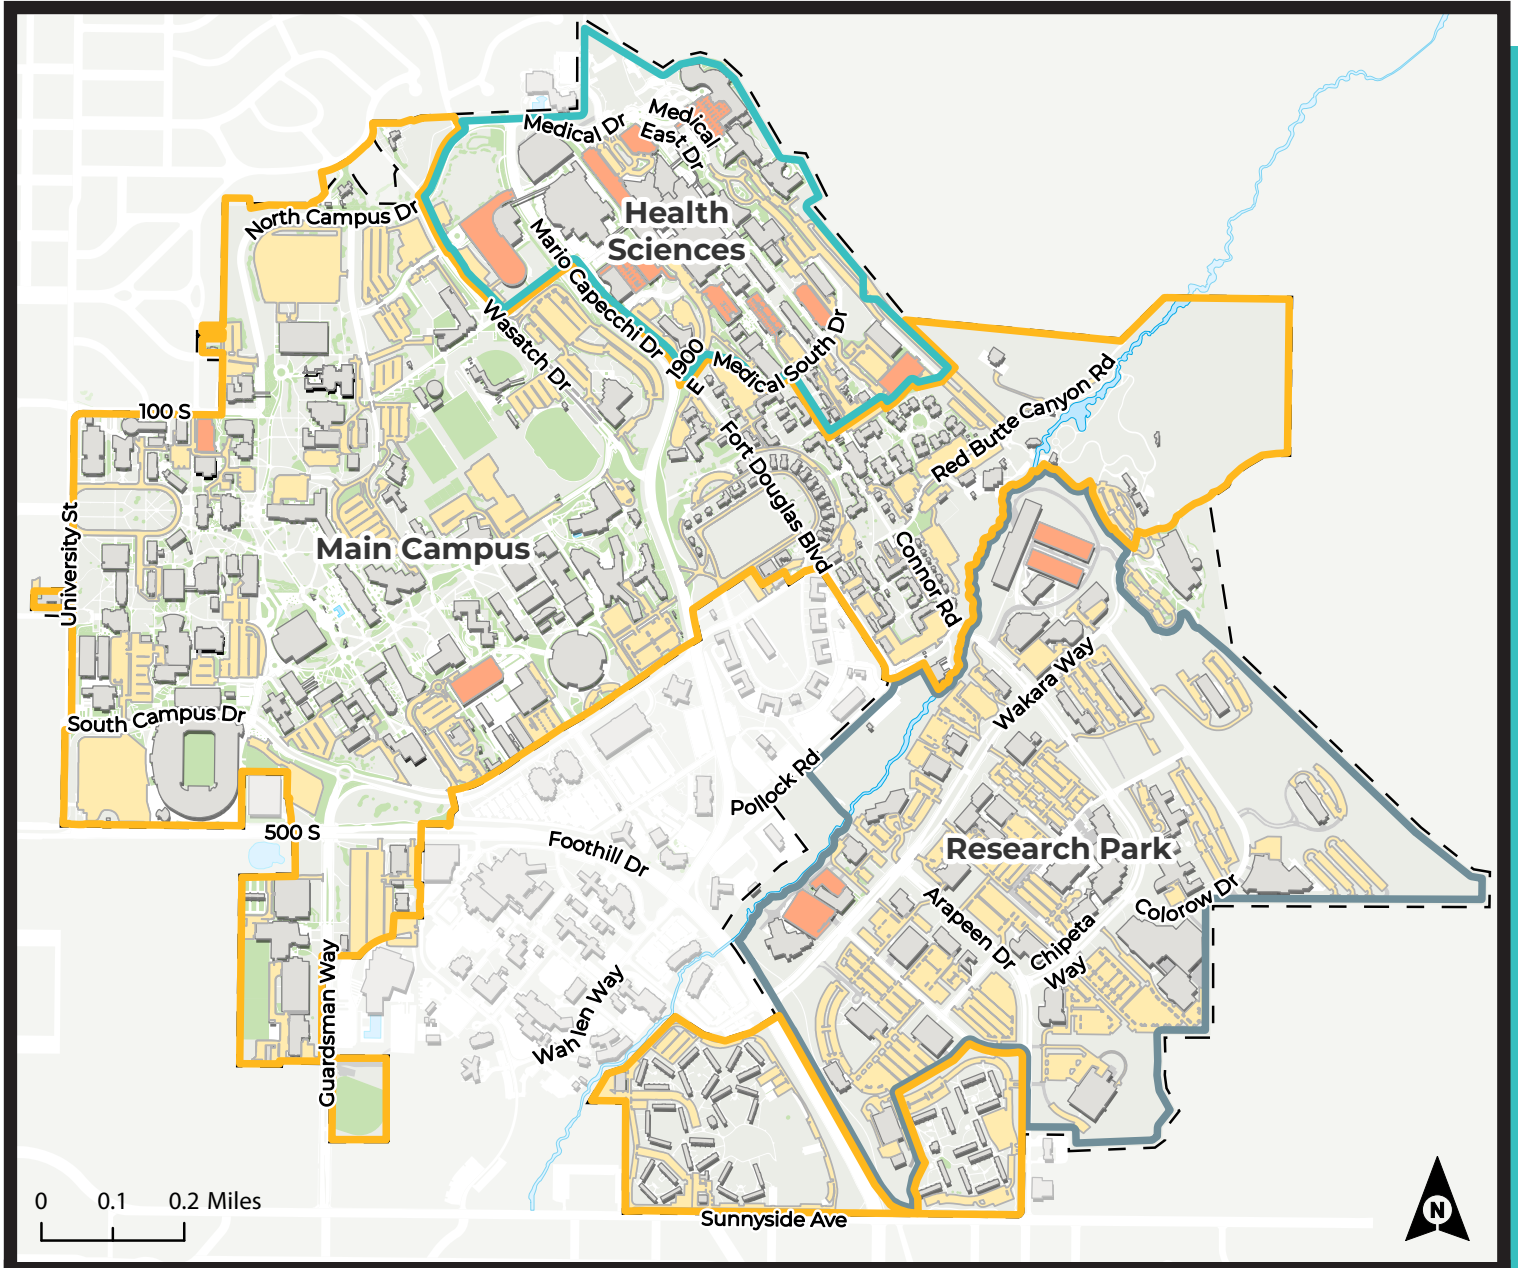 Medical Dr
Medical
East Dr
Health
Sciences
North Campus Dr
Mario Capecchi Dr
Wasatch Dr
1900
E
Medical South Dr
Red Butte Canyon Rd
100 S
Fort Douglas Blvd
University St
Main Campus
Connor Rd
Wakara Way
South Campus Dr
Pollock Rd
500 S
Foothill Dr
Research Park
Arapeen Dr
Colorow Dr
Chipeta
Way
Guardsman Way
Wahlen Way
0 0.1 0.2 Miles
Sunnyside Ave
N